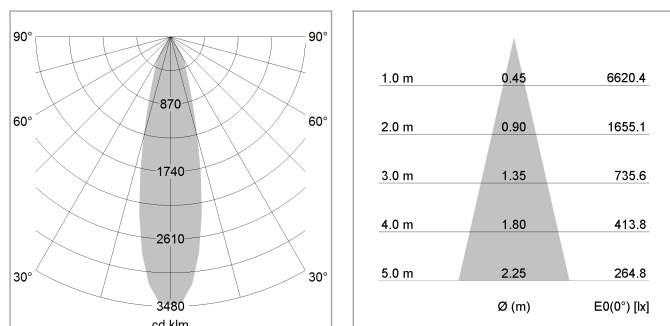 90° 90°
870
60° 60°
1740
2610
30° 30°
3480
cd klm
1.0 m 0.45 6620.4
2.0 m 0.90 1655.1
3.0 m 1.35 735.6
4.0 m 1.80 413.8
5.0 m 2.25 264.8
Ø (m) E0(0°) [lx]